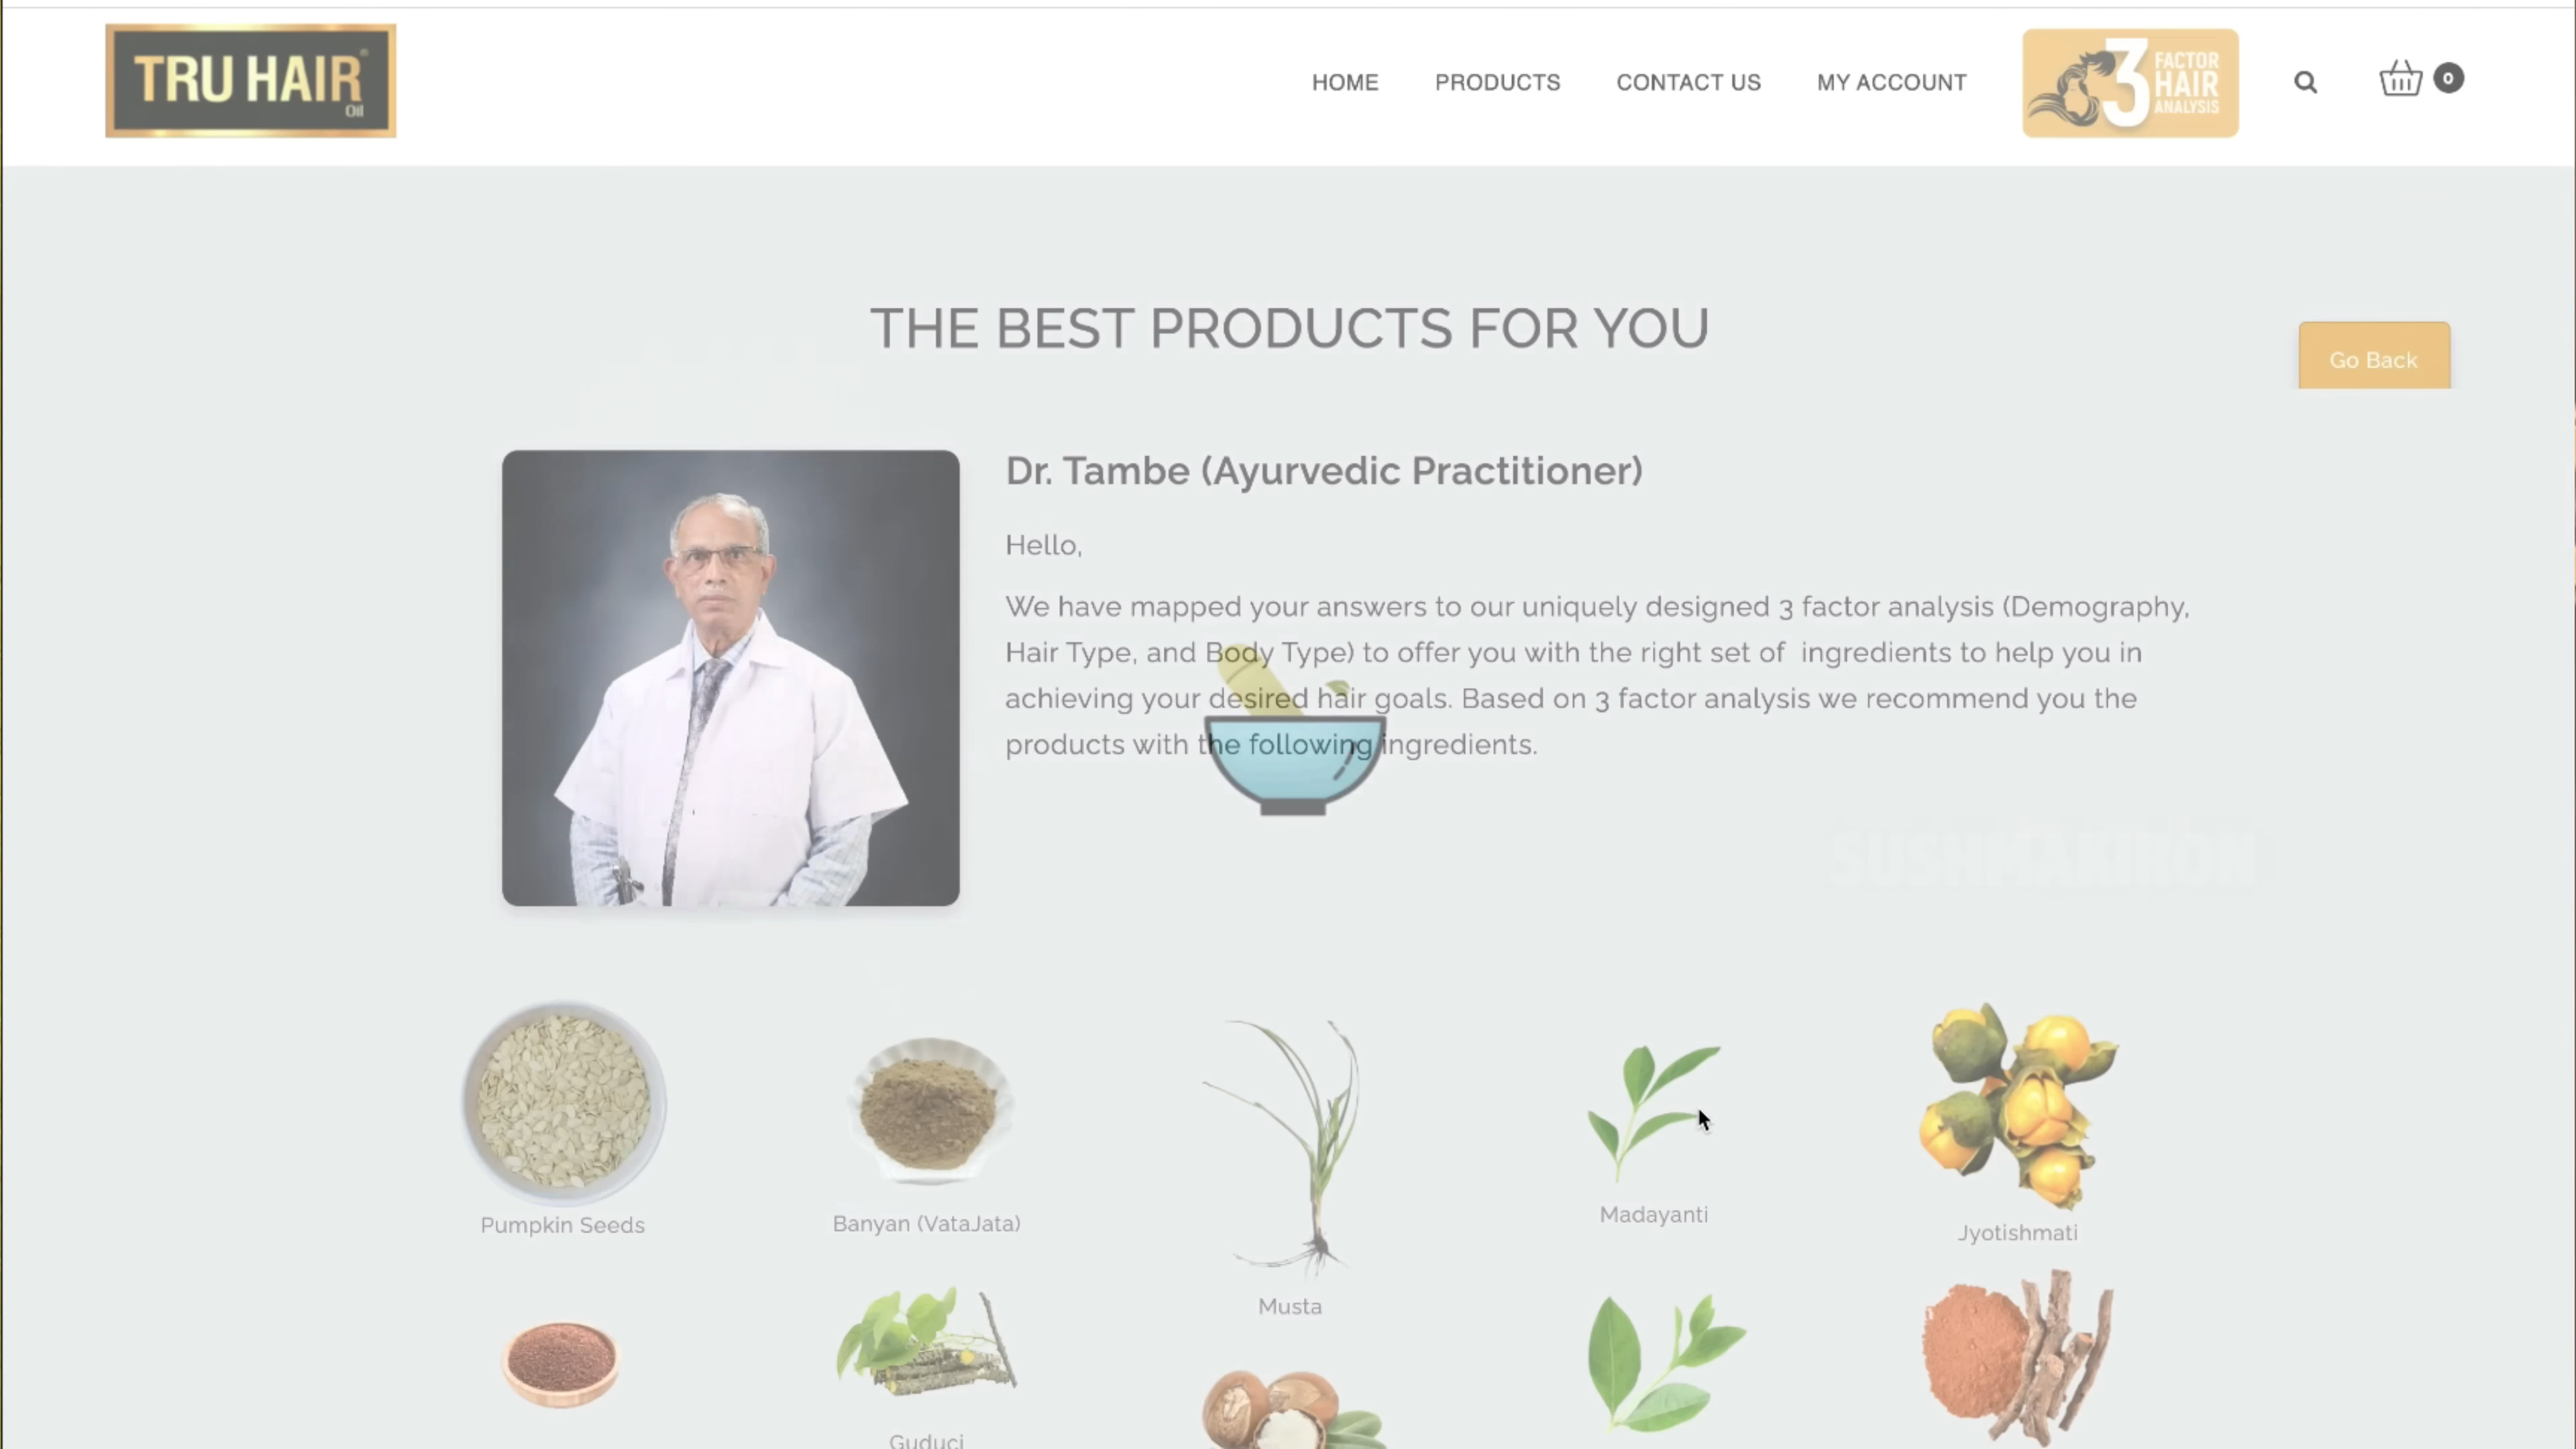 TRU HAIR®
Oil
HOME
PRODUCTS
CONTACT US
MY ACCOUNT
3 FACTOR
HAIR
ANALYSIS
0
THE BEST PRODUCTS FOR YOU
Go Back
Dr. Tambe (Ayurvedic Practitioner)
Hello,
We have mapped your answers to our uniquely designed 3 factor analysis (Demography,
Hair Type, and Body Type) to offer you with the right set of ingredients to help you in
achieving your desired hair goals. Based on 3 factor analysis we recommend you the
products with the following ingredients.
SUSHMAKIRON
Pumpkin Seeds
Banyan (VataJata)
Musta
Madayanti
Jyotishmati
Guduci